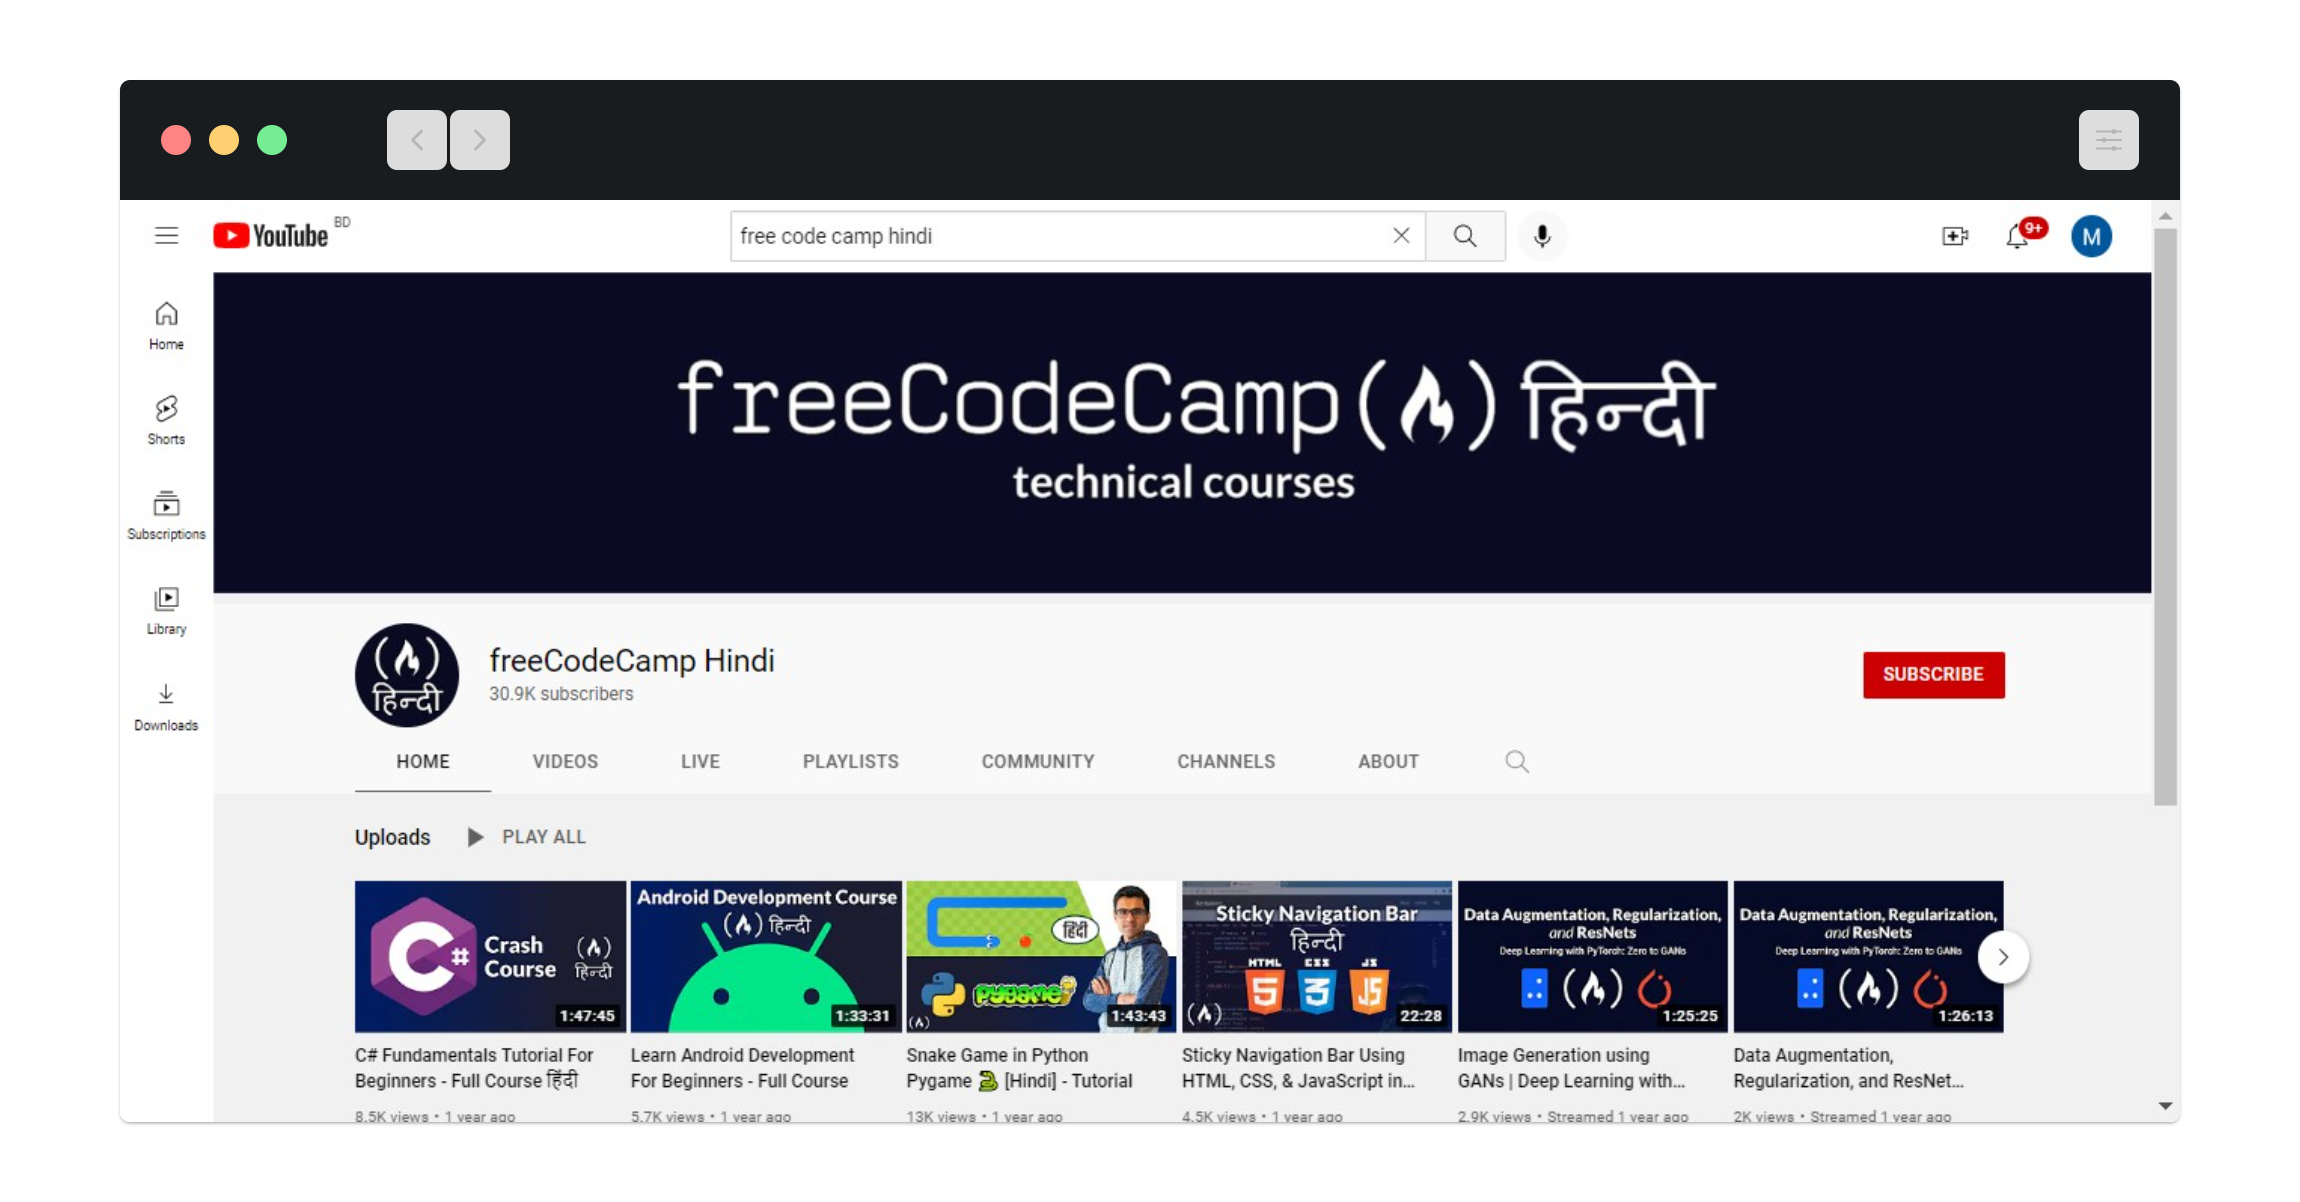 YouTube BD
free code camp hindi
9+
M
Home
Shorts
Subscriptions
Library
Downloads
freeCodeCamp(🔥) हिन्दी
technical courses
हिन्दी
freeCodeCamp Hindi
30.9K subscribers
SUBSCRIBE
HOME VIDEOS LIVE PLAYLISTS COMMUNITY CHANNELS ABOUT
Uploads PLAY ALL
C# Crash Course हिन्दी
1:47:45
C# Fundamentals Tutorial For
Beginners - Full Course हिंदी
8.5K views • 1 year ago
Android Development Course
हिन्दी
1:33:31
Learn Android Development
For Beginners - Full Course
5.7K views • 1 year ago
हिंदी
pygame
1:43:43
Snake Game in Python
Pygame 🐍 [Hindi] - Tutorial
13K views • 1 year ago
Sticky Navigation Bar
हिन्दी
HTML CSS JS
5 3 JS
22:28
Sticky Navigation Bar Using
HTML, CSS, & JavaScript in...
4.5K views • 1 year ago
Data Augmentation, Regularization,
and ResNets
Deep Learning with PyTorch: Zero to GANs
1:25:25
Image Generation using
GANs | Deep Learning with...
2.9K views • Streamed 1 year ago
Data Augmentation, Regularization,
and ResNets
Deep Learning with PyTorch: Zero to GANs
1:26:13
Data Augmentation,
Regularization, and ResNet...
2K views • Streamed 1 year ago